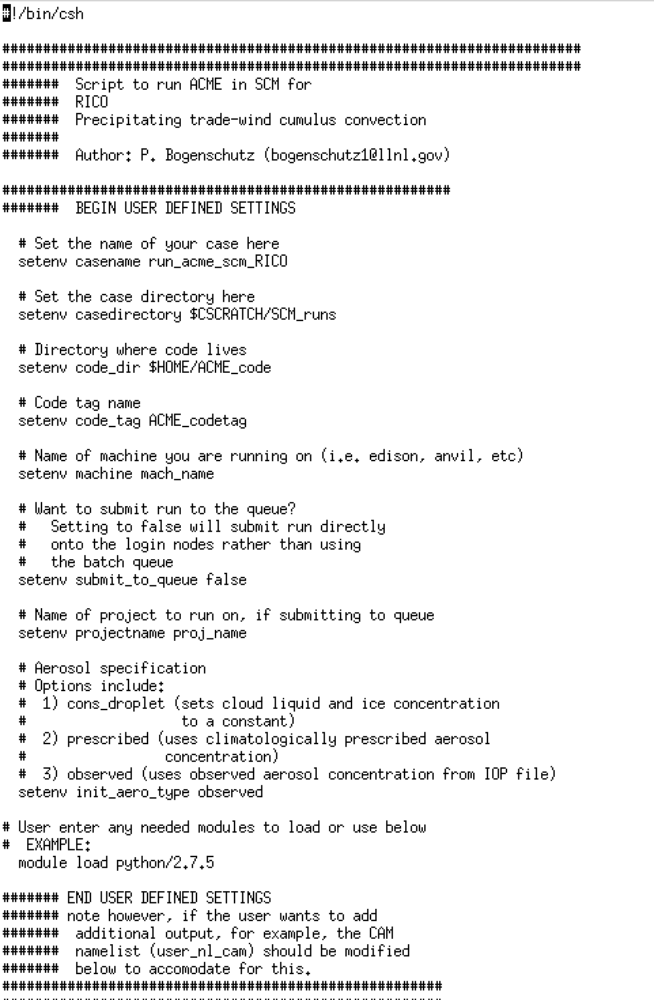 #!/bin/csh

#######################################################################
#######################################################################
#######  Script to run ACME in SCM for
#######  RICO
#######  Precipitating trade-wind cumulus convection
#######
#######  Author: P. Bogenschutz (bogenschutz1@llnl.gov)

#######################################################
#######  BEGIN USER DEFINED SETTINGS

  # Set the name of your case here
  setenv casename run_acme_scm_RICO

  # Set the case directory here
  setenv casedirectory $CSCRATCH/SCM_runs

  # Directory where code lives
  setenv code_dir $HOME/ACME_code

  # Code tag name
  setenv code_tag ACME_codetag

  # Name of machine you are running on (i.e. edison, anvil, etc)
  setenv machine mach_name

  # Want to submit run to the queue?
  #   Setting to false will submit run directly
  #   onto the login nodes rather than using
  #   the batch queue
  setenv submit_to_queue false

  # Name of project to run on, if submitting to queue
  setenv projectname proj_name

  # Aerosol specification
  # Options include:
  #  1) cons_droplet (sets cloud liquid and ice concentration
  #                   to a constant)
  #  2) prescribed (uses climatologically prescribed aerosol
  #                 concentration)
  #  3) observed (uses observed aerosol concentration from IOP file)
  setenv init_aero_type observed

# User enter any needed modules to load or use below
#  EXAMPLE:
  module load python/2.7.5

####### END USER DEFINED SETTINGS
####### note however, if the user wants to add
#######  additional output, for example, the CAM
#######  namelist (user_nl_cam) should be modified
#######  below to accomodate for this.
######################################################